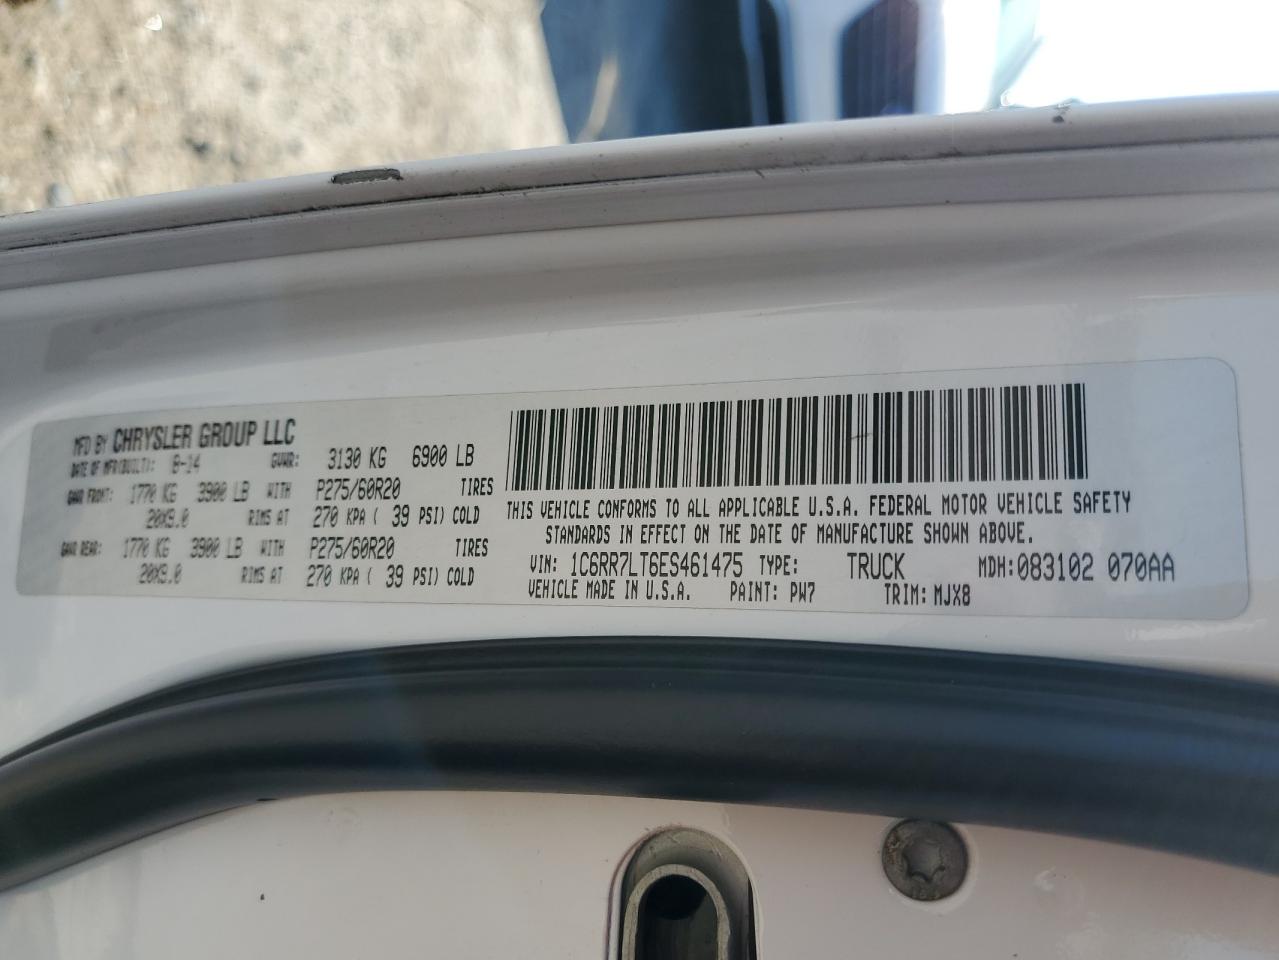 MFD BY CHRYSLER GROUP LLC
DATE OF MFR(BUILT): 8-14 GVWR: 3130 KG 6900 LB
GAWR FRONT: 1770 KG 3900 LB WITH P275/60R20 TIRES
20X9.0 RIMS AT 270 KPA ( 39 PSI) COLD
GAWR REAR: 1770 KG 3900 LB WITH P275/60R20 TIRES
20X9.0 RIMS AT 270 KPA ( 39 PSI) COLD
THIS VEHICLE CONFORMS TO ALL APPLICABLE U.S.A. FEDERAL MOTOR VEHICLE SAFETY
STANDARDS IN EFFECT ON THE DATE OF MANUFACTURE SHOWN ABOVE.
VIN: 1C6RR7LT6ES461475 TYPE: TRUCK MDH:083102 070AA
VEHICLE MADE IN U.S.A. PAINT: PW7 TRIM: MJX8